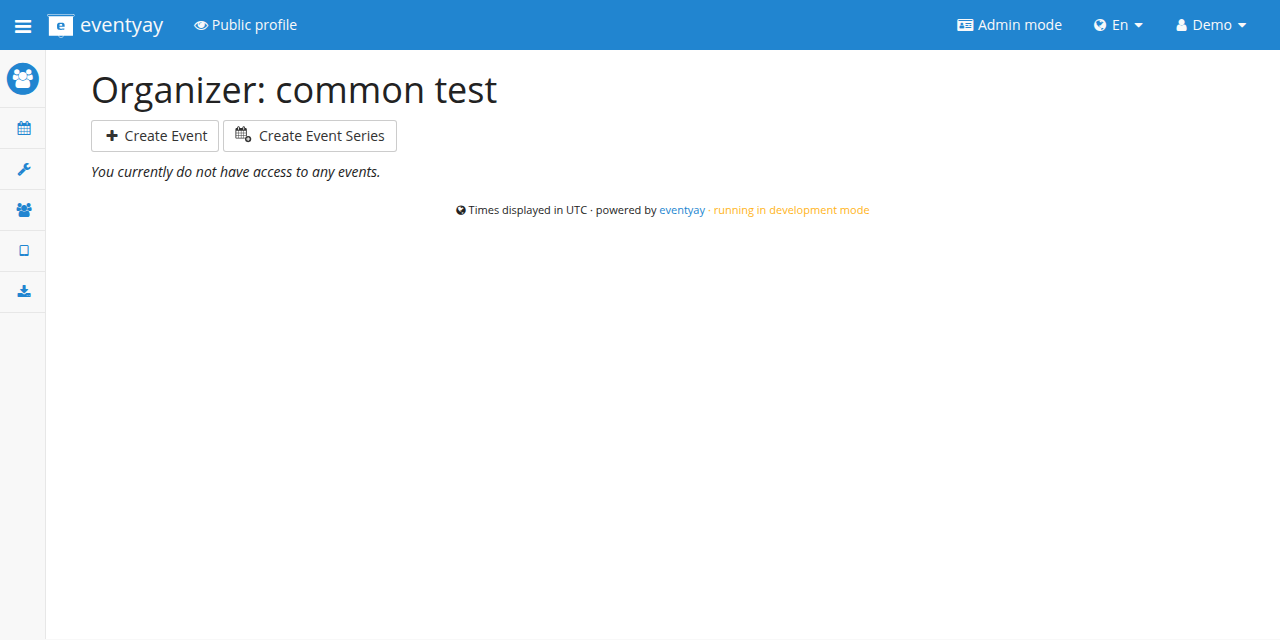 e eventyay Public profile Admin mode En Demo
Organizer: common test
Create Event Create Event Series
You currently do not have access to any events.
Times displayed in UTC · powered by eventyay · running in development mode